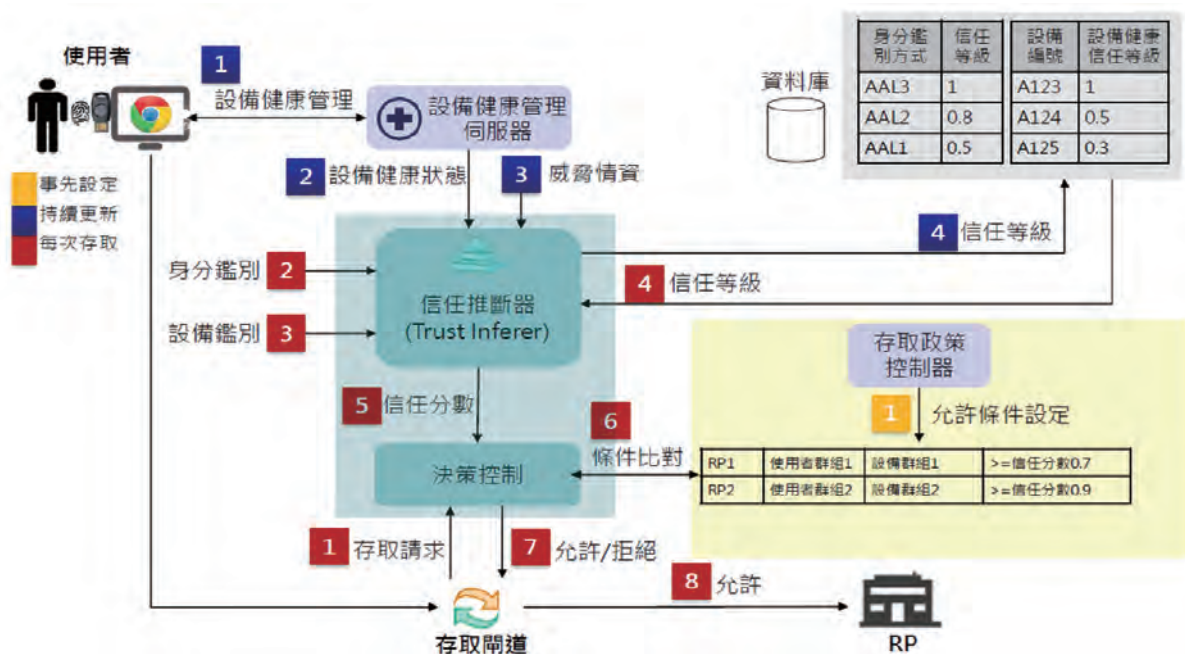 使用者
1
設備健康管理
設備健康管理
伺服器
資料庫
身分鑑別方式 信任等級
AAL3 1
AAL2 0.8
AAL1 0.5
設備編號 設備健康信任等級
A123 1
A124 0.5
A125 0.3
事先設定
持續更新
每次存取
2 設備健康狀態
3 威脅情資
4 信任等級
4 信任等級
身分鑑別 2
設備鑑別 3
信任推斷器
(Trust Inferer)
5 信任分數
存取政策
控制器
1 允許條件設定
6
條件比對
決策控制
RP1 使用者群組1 設備群組1 >=信任分數0.7
RP2 使用者群組2 設備群組2 >=信任分數0.9
1 存取請求
7 允許/拒絕
8 允許
存取閘道
RP